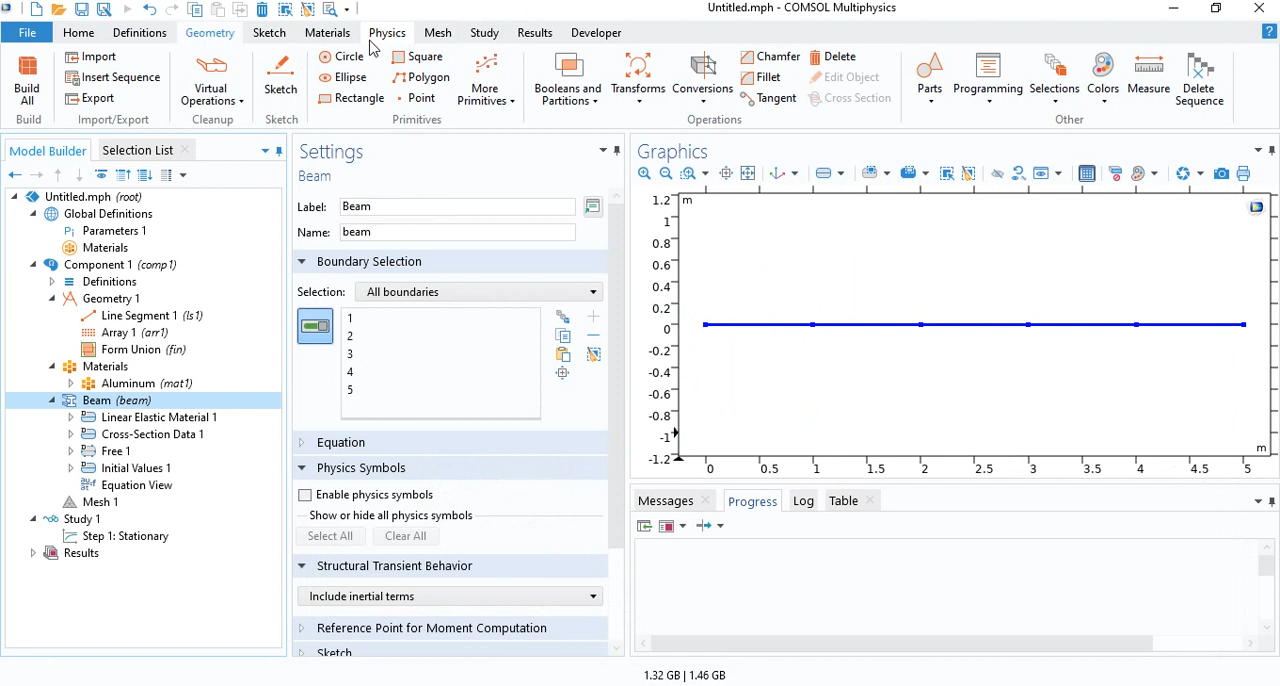 Untitled.mph - COMSOL Multiphysics
File Home Definitions Geometry Sketch Materials Physics Mesh Study Results Developer
Build All
Build
Import
Insert Sequence
Export
Import/Export
Virtual Operations
Cleanup
Sketch
Sketch
Circle Square
Ellipse Polygon
Rectangle Point
More Primitives
Primitives
Booleans and Partitions
Transforms
Conversions
Chamfer Delete
Fillet Edit Object
Tangent Cross Section
Operations
Parts
Programming
Selections
Colors
Measure
Delete Sequence
Other
Model Builder Selection List
Untitled.mph (root)
Global Definitions
Pi Parameters 1
Materials
Component 1 (comp1)
Definitions
Geometry 1
Line Segment 1 (ls1)
Array 1 (arr1)
Form Union (fin)
Materials
Aluminum (mat1)
Beam (beam)
Linear Elastic Material 1
Cross-Section Data 1
Free 1
Initial Values 1
Equation View
Mesh 1
Study 1
Step 1: Stationary
Results
Settings
Beam
Label: Beam
Name: beam
Boundary Selection
Selection: All boundaries
1
2
3
4
5
Equation
Physics Symbols
Enable physics symbols
Show or hide all physics symbols
Select All Clear All
Structural Transient Behavior
Include inertial terms
Reference Point for Moment Computation
Sketch
Graphics
m
1.2
1
0.8
0.6
0.4
0.2
0
-0.2
-0.4
-0.6
-0.8
-1
-1.2
m
0 0.5 1 1.5 2 2.5 3 3.5 4 4.5 5
Messages Progress Log Table
1.32 GB | 1.46 GB